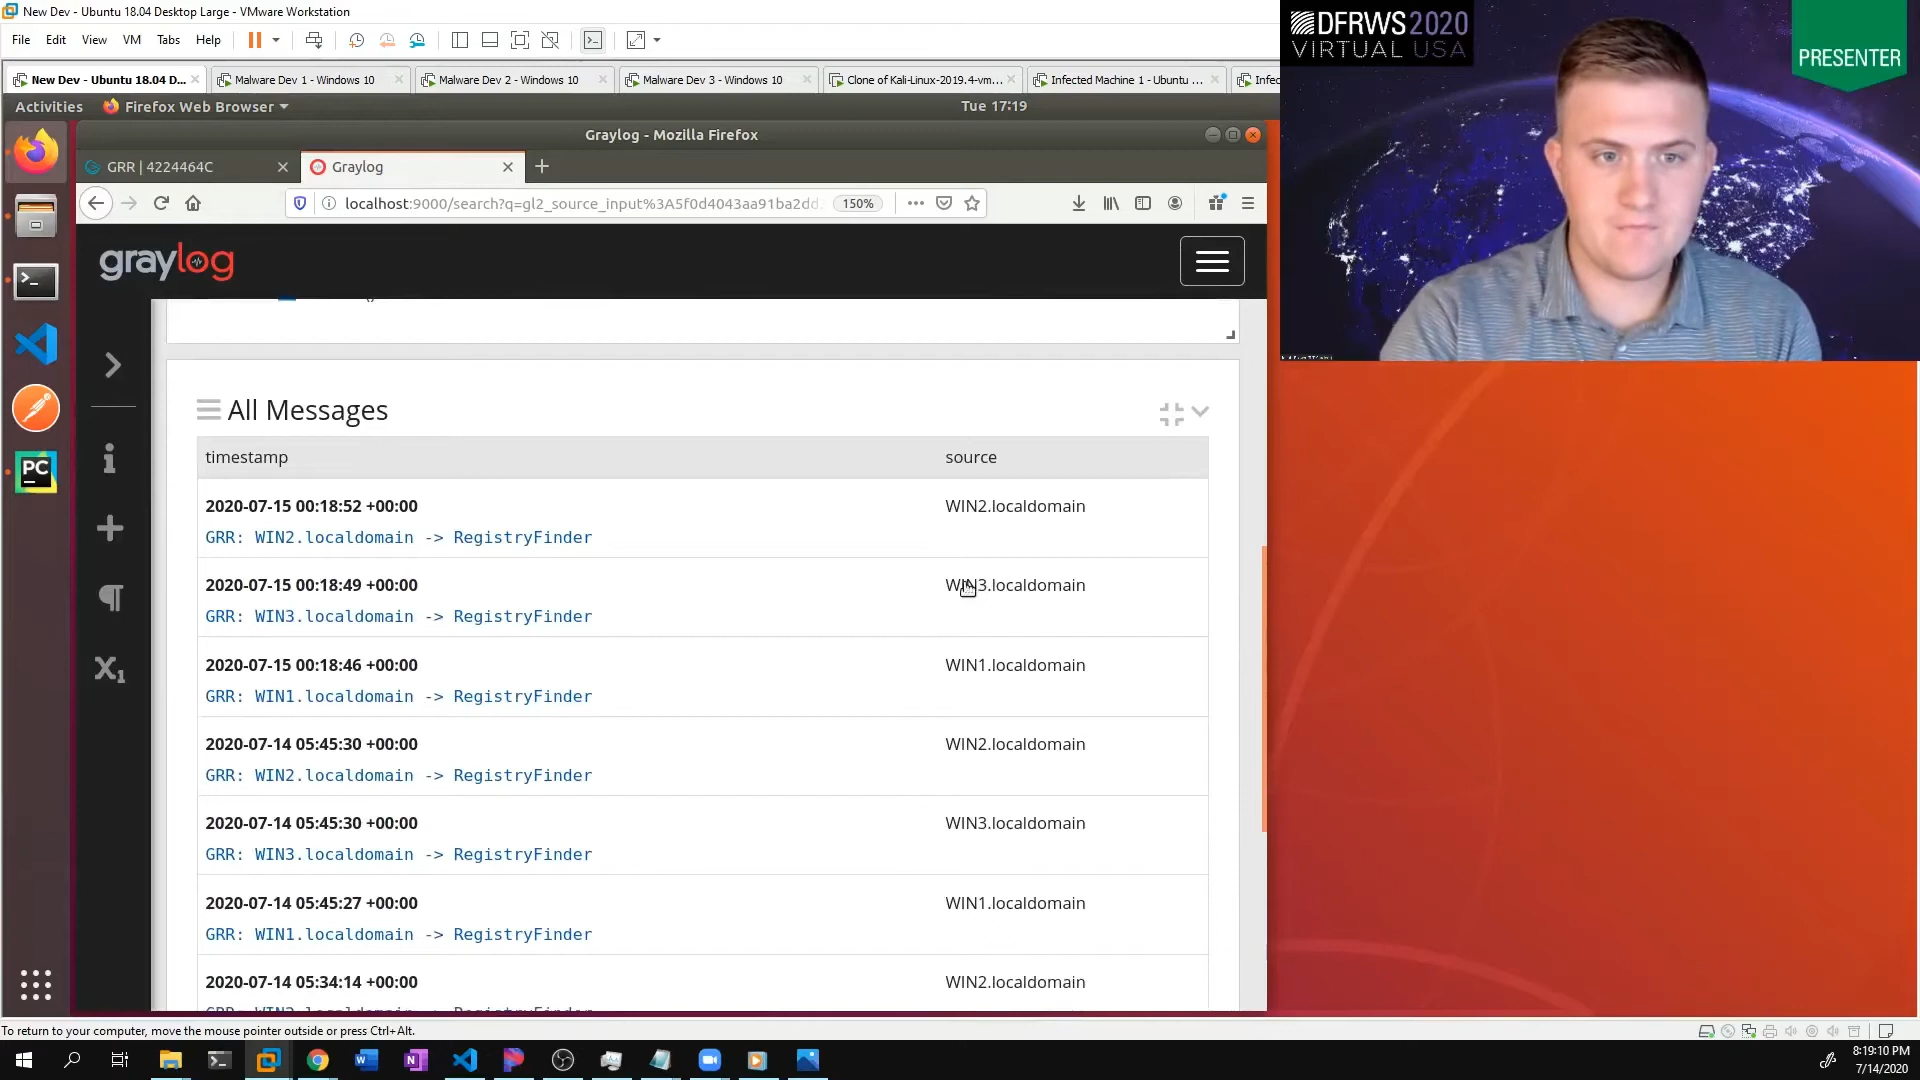 New Dev - Ubuntu 18.04 Desktop Large - VMware Workstation
File Edit View VM Tabs Help
New Dev - Ubuntu 18.04 D...
Malware Dev 1 - Windows 10
Malware Dev 2 - Windows 10
Malware Dev 3 - Windows 10
Clone of Kali-Linux-2019.4-vm...
Infected Machine 1 - Ubuntu ...
Infec
Activities
Firefox Web Browser
Tue 17:19
Graylog - Mozilla Firefox
GRR | 4224464C
Graylog
localhost:9000/search?q=gl2_source_input%3A5f0d4043aa91ba2dd
150%
graylog
All Messages
timestamp source
2020-07-15 00:18:52 +00:00 WIN2.localdomain
GRR: WIN2.localdomain -> RegistryFinder
2020-07-15 00:18:49 +00:00 WIN3.localdomain
GRR: WIN3.localdomain -> RegistryFinder
2020-07-15 00:18:46 +00:00 WIN1.localdomain
GRR: WIN1.localdomain -> RegistryFinder
2020-07-14 05:45:30 +00:00 WIN2.localdomain
GRR: WIN2.localdomain -> RegistryFinder
2020-07-14 05:45:30 +00:00 WIN3.localdomain
GRR: WIN3.localdomain -> RegistryFinder
2020-07-14 05:45:27 +00:00 WIN1.localdomain
GRR: WIN1.localdomain -> RegistryFinder
2020-07-14 05:34:14 +00:00 WIN2.localdomain
GRR: WIN2.localdomain -> RegistryFinder
To return to your computer, move the mouse pointer outside or press Ctrl+Alt.
8:19:10 PM
7/14/2020
DFRWS 2020
VIRTUAL USA
PRESENTER